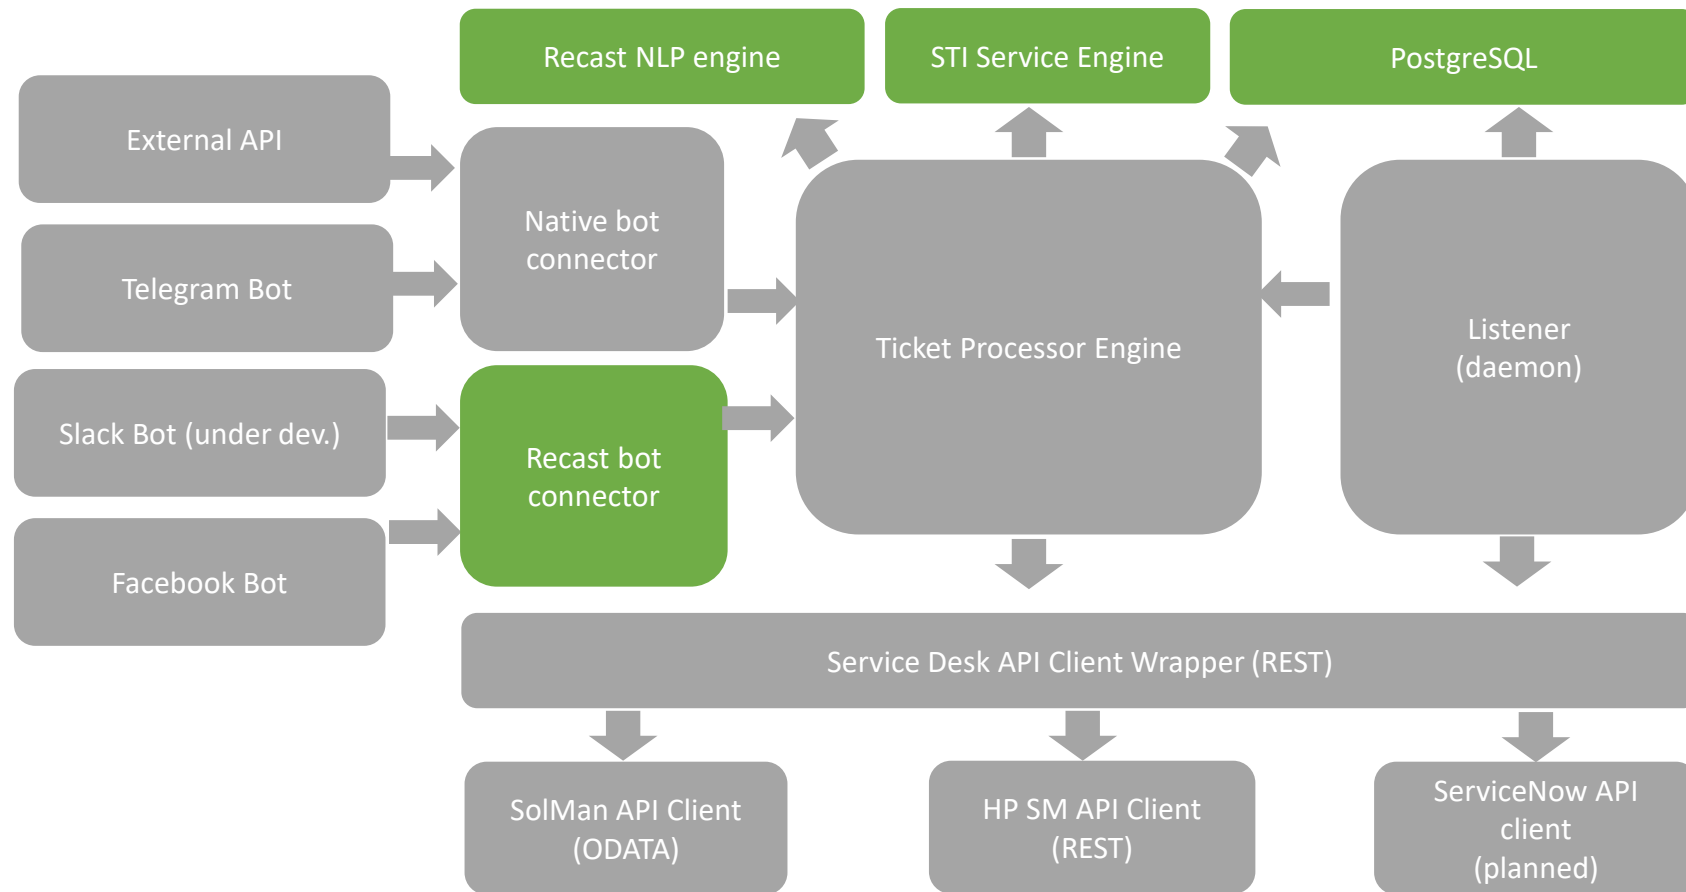 Recast NLP engine
STI Service Engine
PostgreSQL
External API
Native bot
connector
Telegram Bot
Ticket Processor Engine
Listener
(daemon)
Slack Bot (under dev.)
Recast bot
connector
Facebook Bot
Service Desk API Client Wrapper (REST)
SolMan API Client
(ODATA)
HP SM API Client
(REST)
ServiceNow API
client
(planned)